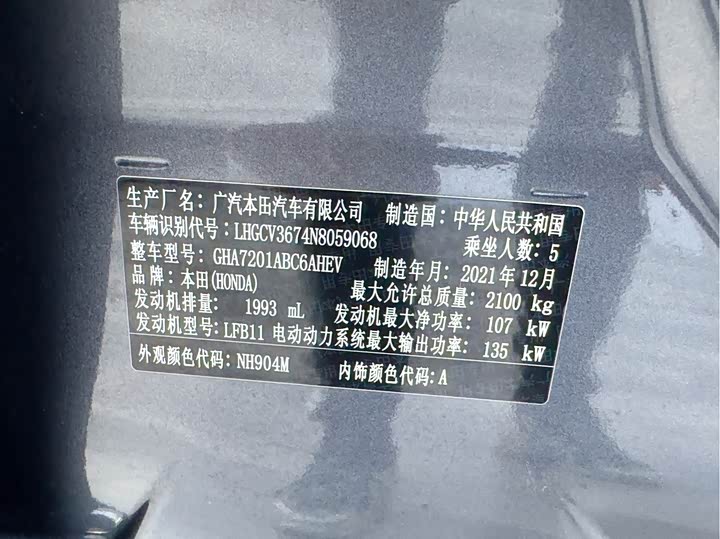 生产厂名：广汽本田汽车有限公司 制造国：中华人民共和国
车辆识别代号：LHGCV3674N8059068 乘坐人数：5
整车型号：GHA7201ABC6AHEV 制造年月：2021年12月
品牌：本田(HONDA) 最大允许总质量：2100 kg
发动机排量： 1993 mL 发动机最大净功率：107 kW
发动机型号：LFB11 电动动力系统最大输出功率：135 kW
外观颜色代码：NH904M 内饰颜色代码：A